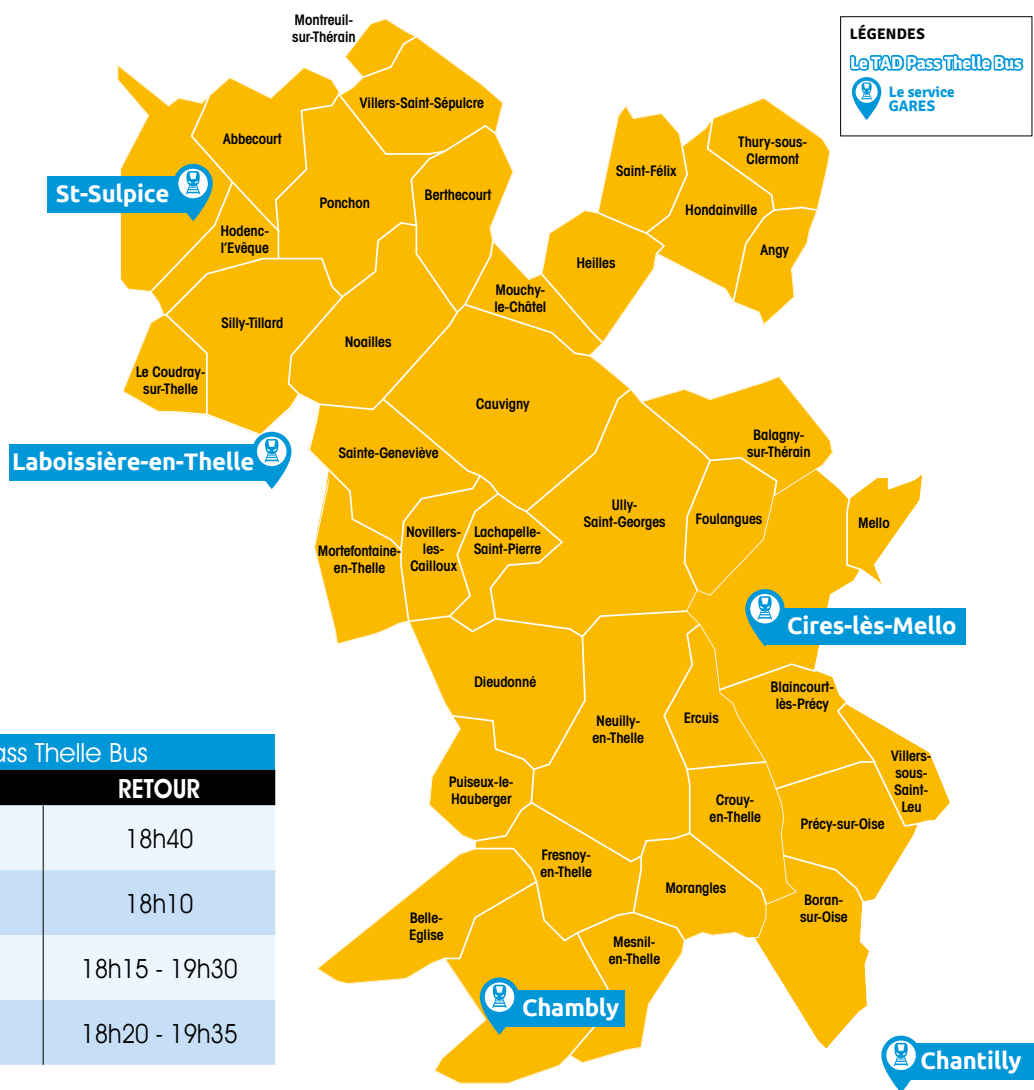 Montreuil-
sur-Thérain
LÉGENDES
Le TAD Pass Thelle Bus
Le service
GARES
Villers-Saint-Sépulcre
Abbecourt
Thury-sous-
Clermont
Saint-Félix
St-Sulpice
Ponchon
Berthecourt
Hondainville
Hodenc-
l'Evêque
Angy
Heilles
Mouchy-
le-Châtel
Silly-Tillard
Noailles
Le Coudray-
sur-Thelle
Cauvigny
Balagny-
sur-Thérain
Sainte-Geneviève
Laboissière-en-Thelle
Ully-
Saint-Georges
Foulangues
Mello
Novillers-
les-
Cailloux
Lachapelle-
Saint-Pierre
Mortefontaine-
en-Thelle
Cires-lès-Mello
Dieudonné
Blaincourt-
lès-Précy
Neuilly-
en-Thelle
Ercuis
Villers-
sous-
Saint-
Leu
Puiseux-le-
Hauberger
Crouy-
en-Thelle
Précy-sur-Oise
Fresnoy-
en-Thelle
Morangles
Boran-
sur-Oise
Belle-
Eglise
Mesnil-
en-Thelle
Chambly
Chantilly
ass Thelle Bus
RETOUR
18h40
18h10
18h15 - 19h30
18h20 - 19h35